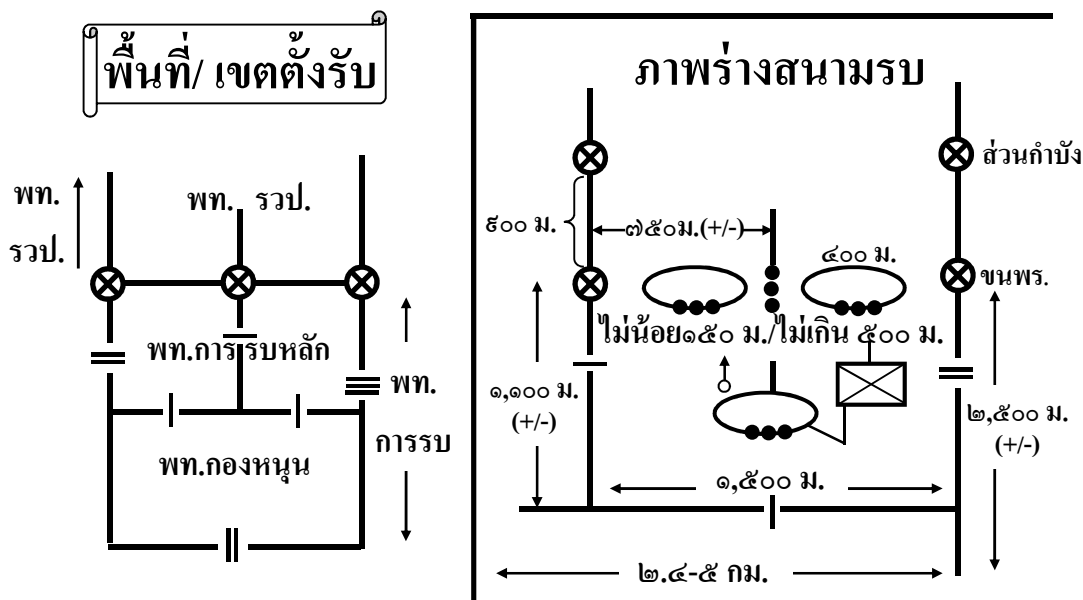 พื้นที่/ เขตตั้งรับ
พท.
รวป.
พท. รวป.
พท.การรบหลัก
พท.
การรบ
พท.กองหนุน
ภาพร่างสนามรบ
ส่วนกำบัง
๙๐๐ ม.
๗๕๐ม.(+/-)
๔๐๐ ม.
ขนพร.
ไม่น้อย๑๕๐ ม./ไม่เกิน ๕๐๐ ม.
๑,๑๐๐ ม.
(+/-)
๒,๕๐๐ ม.
(+/-)
๑,๕๐๐ ม.
๒.๔-๕ กม.